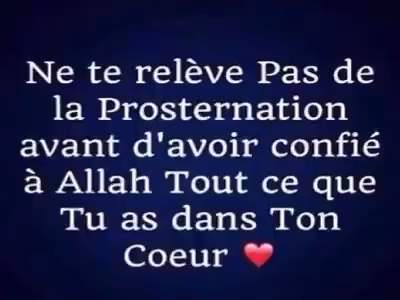 Ne te relève Pas de
la Prosternation
avant d'avoir confié
à Allah Tout ce que
Tu as dans Ton
Coeur ❤️